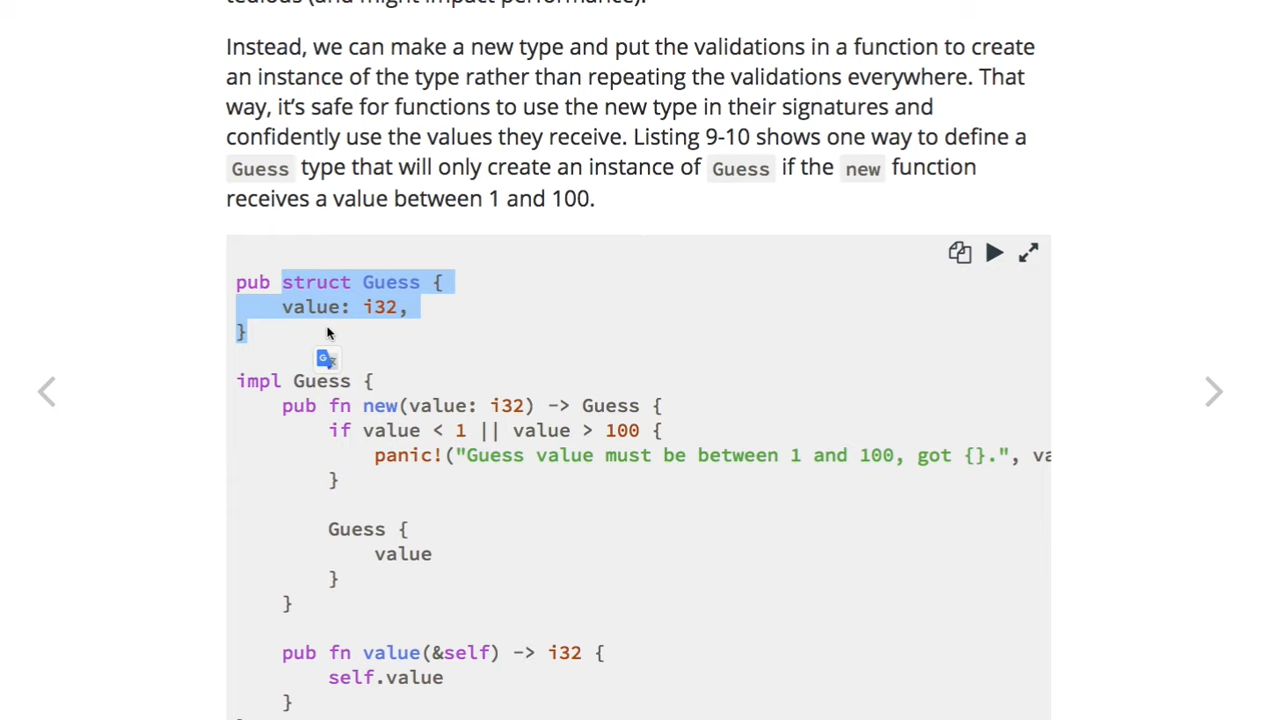 tedious (and might impact performance).
Instead, we can make a new type and put the validations in a function to create
an instance of the type rather than repeating the validations everywhere. That
way, it’s safe for functions to use the new type in their signatures and
confidently use the values they receive. Listing 9-10 shows one way to define a
Guess type that will only create an instance of Guess if the new function
receives a value between 1 and 100.
pub struct Guess {
    value: i32,
}
impl Guess {
    pub fn new(value: i32) -> Guess {
        if value < 1 || value > 100 {
            panic!("Guess value must be between 1 and 100, got {}.", va
        }
        Guess {
            value
        }
    }
    pub fn value(&self) -> i32 {
        self.value
    }